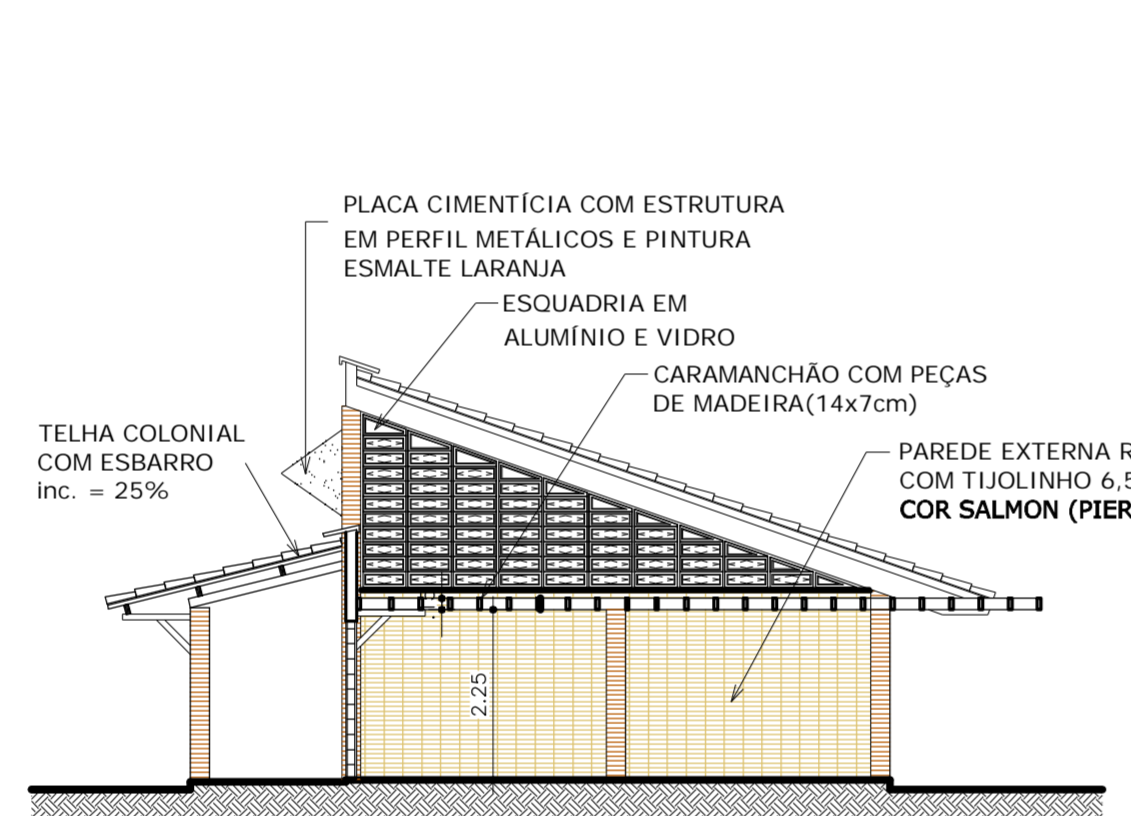 PLACA CIMENTÍCIA COM ESTRUTURA
EM PERFIL METÁLICOS E PINTURA
ESMALTE LARANJA
ESQUADRIA EM
ALUMÍNIO E VIDRO
CARAMANCHÃO COM PEÇAS
DE MADEIRA(14x7cm)
TELHA COLONIAL
COM ESBARRO
inc. = 25%
PAREDE EXTERNA
COM TIJOLINHO
COR SALMON
2.25